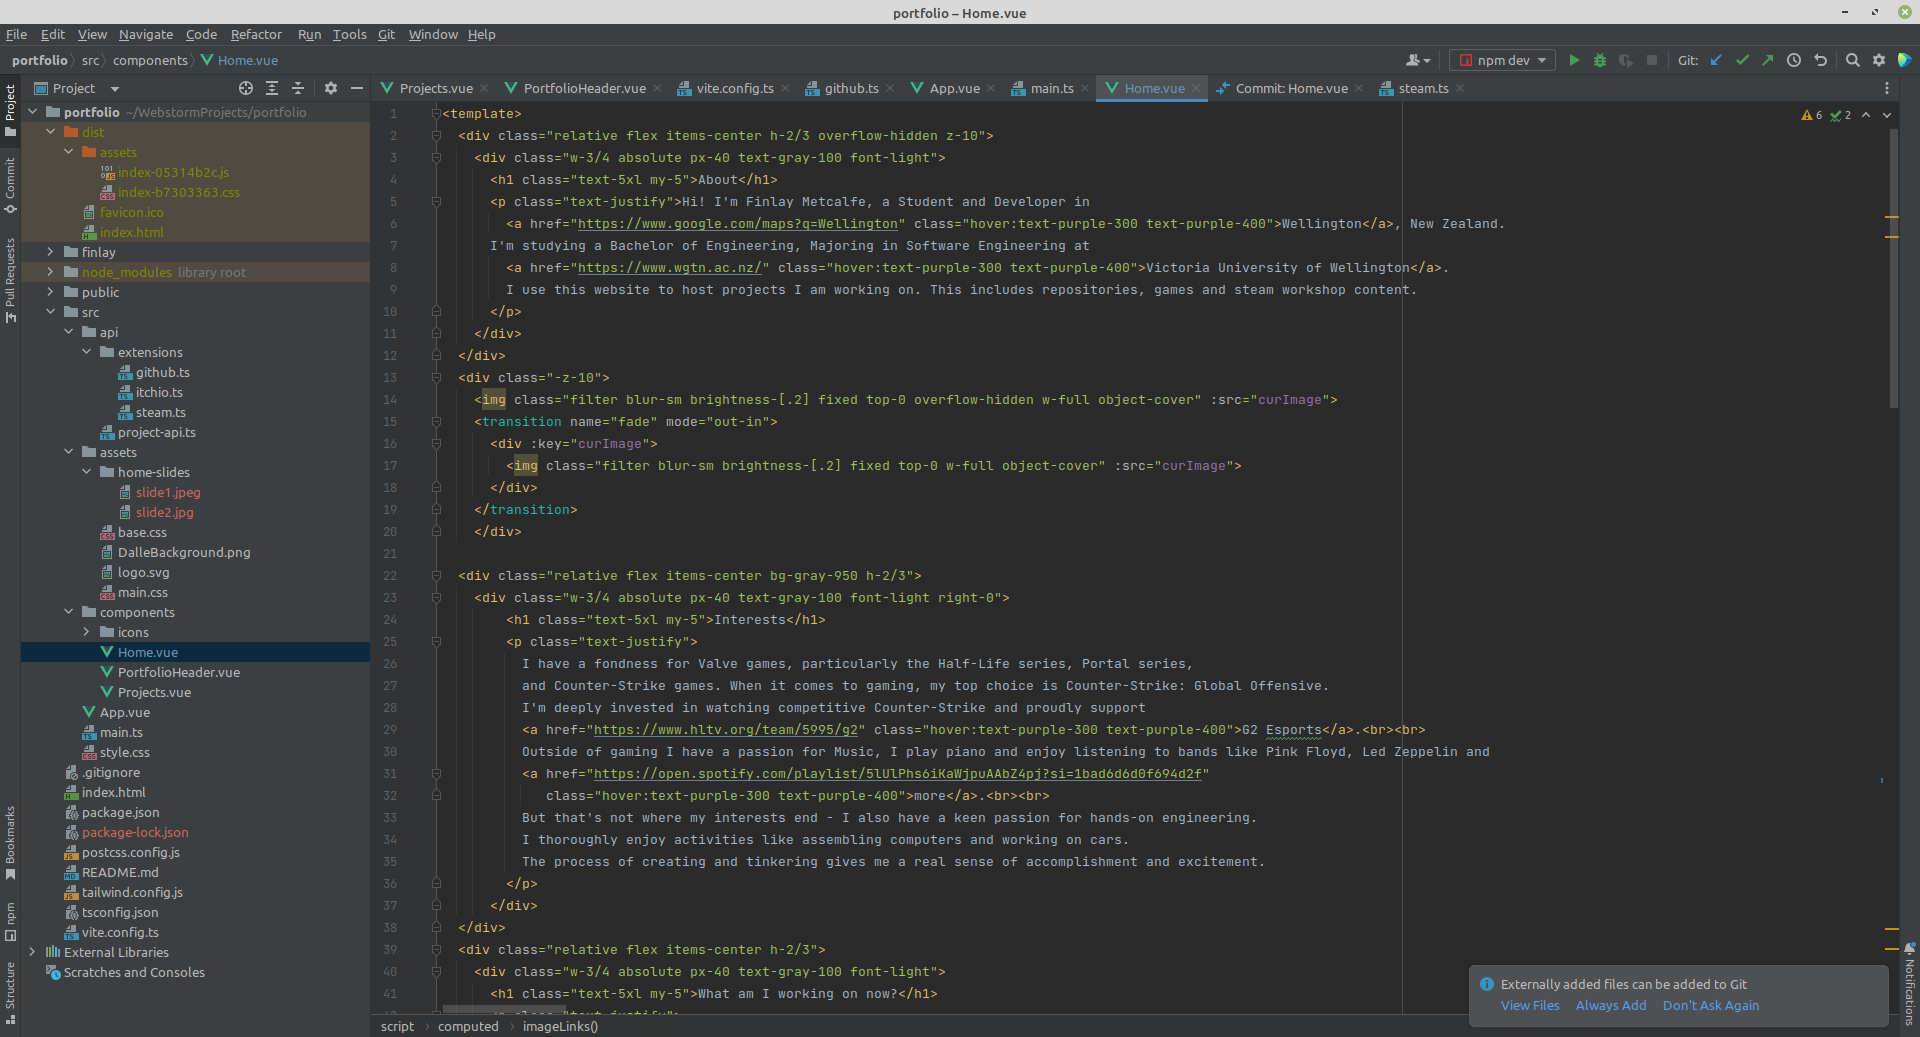 portfolio – Home.vue
File Edit View Navigate Code Refactor Run Tools Git Window Help
portfolio src components Home.vue npm dev Git:
Project Projects.vue PortfolioHeader.vue vite.config.ts github.ts App.vue main.ts Home.vue Commit: Home.vue steam.ts
Project
Commit
Pull Requests
Bookmarks
npm
Structure
portfolio ~/WebstormProjects/portfolio
dist
assets
index-05314b2c.js
index-b7303363.css
favicon.ico
index.html
finlay
node_modules library root
public
src
api
extensions
github.ts
itchio.ts
steam.ts
project-api.ts
assets
home-slides
slide1.jpeg
slide2.jpg
base.css
DalleBackground.png
logo.svg
main.css
components
icons
Home.vue
PortfolioHeader.vue
Projects.vue
App.vue
main.ts
style.css
.gitignore
index.html
package.json
package-lock.json
postcss.config.js
README.md
tailwind.config.js
tsconfig.json
vite.config.ts
External Libraries
Scratches and Consoles
6 2
1 <template>
2 <div class="relative flex items-center h-2/3 overflow-hidden z-10">
3 <div class="w-3/4 absolute px-40 text-gray-100 font-light">
4 <h1 class="text-5xl my-5">About</h1>
5 <p class="text-justify">Hi! I'm Finlay Metcalfe, a Student and Developer in
6 <a href="https://www.google.com/maps?q=Wellington" class="hover:text-purple-300 text-purple-400">Wellington</a>, New Zealand.
7 I'm studying a Bachelor of Engineering, Majoring in Software Engineering at
8 <a href="https://www.wgtn.ac.nz/" class="hover:text-purple-300 text-purple-400">Victoria University of Wellington</a>.
9 I use this website to host projects I am working on. This includes repositories, games and steam workshop content.
10 </p>
11 </div>
12 </div>
13 <div class="-z-10">
14 <img class="filter blur-sm brightness-[.2] fixed top-0 overflow-hidden w-full object-cover" :src="curImage">
15 <transition name="fade" mode="out-in">
16 <div :key="curImage">
17 <img class="filter blur-sm brightness-[.2] fixed top-0 w-full object-cover" :src="curImage">
18 </div>
19 </transition>
20 </div>
21
22 <div class="relative flex items-center bg-gray-950 h-2/3">
23 <div class="w-3/4 absolute px-40 text-gray-100 font-light right-0">
24 <h1 class="text-5xl my-5">Interests</h1>
25 <p class="text-justify">
26 I have a fondness for Valve games, particularly the Half-Life series, Portal series,
27 and Counter-Strike games. When it comes to gaming, my top choice is Counter-Strike: Global Offensive.
28 I'm deeply invested in watching competitive Counter-Strike and proudly support
29 <a href="https://www.hltv.org/team/5995/g2" class="hover:text-purple-300 text-purple-400">G2 Esports</a>.<br><br>
30 Outside of gaming I have a passion for Music, I play piano and enjoy listening to bands like Pink Floyd, Led Zeppelin and
31 <a href="https://open.spotify.com/playlist/5lUlPhs6iKaWjpuAAbZ4pj?si=1bad6d6d0f694d2f"
32 class="hover:text-purple-300 text-purple-400">more</a>.<br><br>
33 But that's not where my interests end - I also have a keen passion for hands-on engineering.
34 I thoroughly enjoy activities like assembling computers and working on cars.
35 The process of creating and tinkering gives me a real sense of accomplishment and excitement.
36 </p>
37 </div>
38 </div>
39 <div class="relative flex items-center h-2/3">
40 <div class="w-3/4 absolute px-40 text-gray-100 font-light">
41 <h1 class="text-5xl my-5">What am I working on now?</h1>
script computed imageLinks()
Externally added files can be added to Git
View Files Always Add Don't Ask Again
Notifications